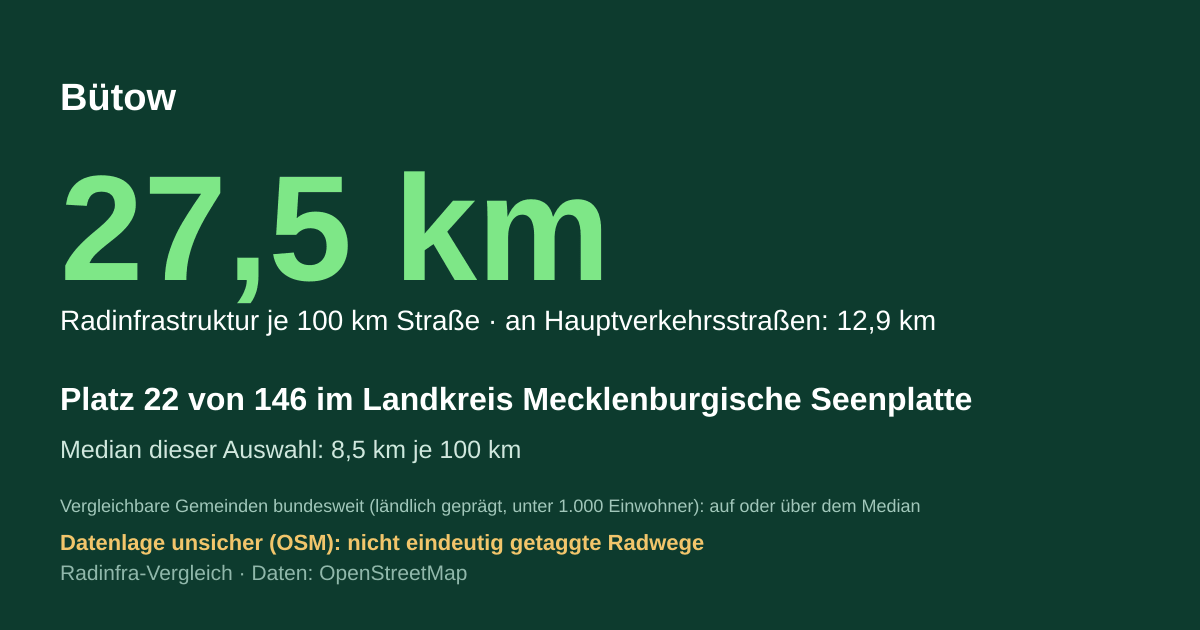 Bütow
27,5 km
Radinfrastruktur je 100 km Straße · an Hauptverkehrsstraßen: 12,9 km
Platz 22 von 146 im Landkreis Mecklenburgische Seenplatte
Median dieser Auswahl: 8,5 km je 100 km
Vergleichbare Gemeinden bundesweit (ländlich geprägt, unter 1.000 Einwohner): auf oder über dem Median
Datenlage unsicher (OSM): nicht eindeutig getaggte Radwege
Radinfra-Vergleich · Daten: OpenStreetMap